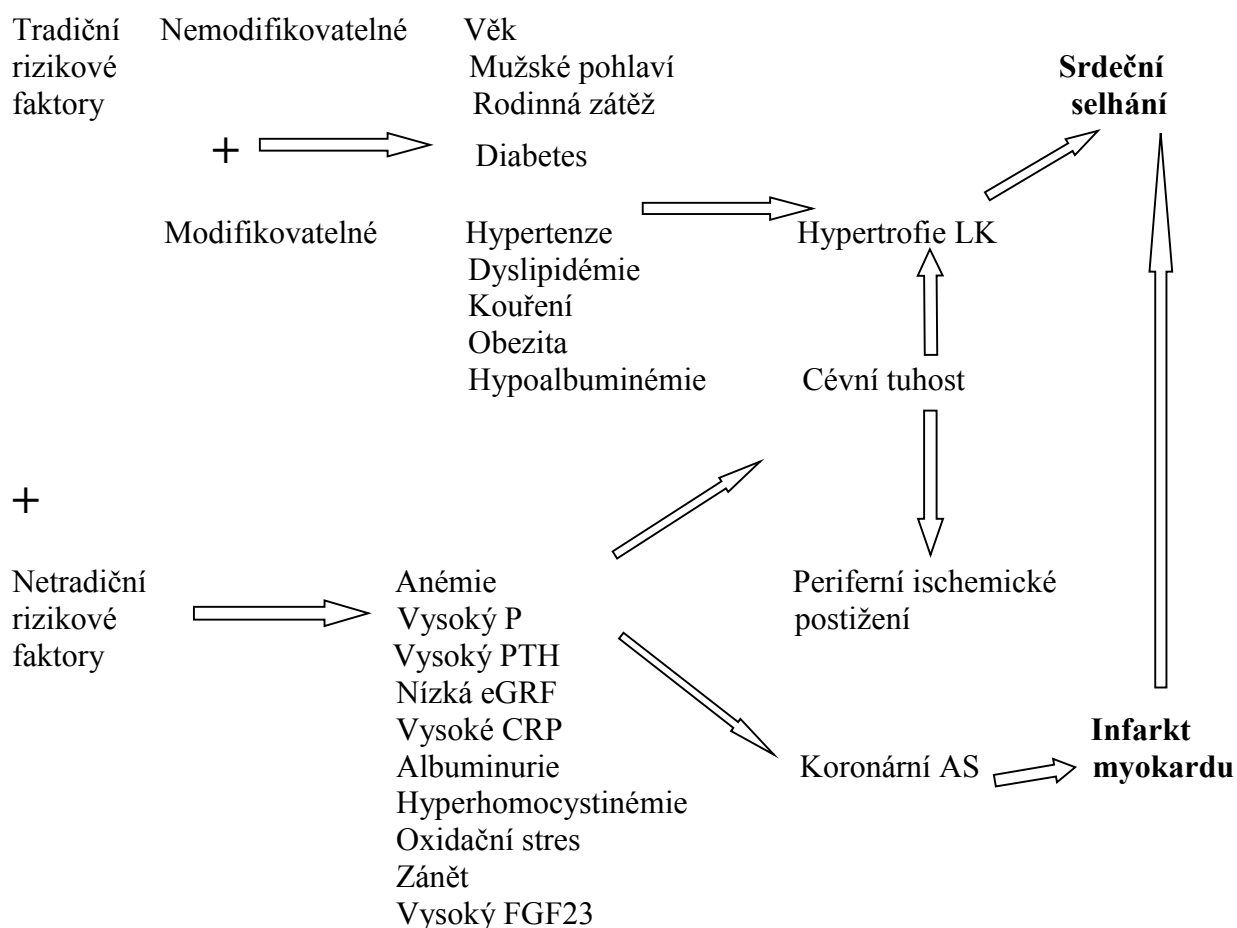 Tradiční Nemodifikovatelné Věk
rizikové Mužské pohlaví Srdeční
faktory Rodinná zátěž selhání
+ Diabetes
Modifikovatelné Hypertenze Hypertrofie LK
Dyslipidémie
Kouření
Obezita
Hypoalbuminémie Cévní tuhost
+
Netradiční Anémie Periferní ischemické
rizikové Vysoký P postižení
faktory Vysoký PTH
Nízká eGRF
Vysoké CRP Infarkt
Albuminurie Koronární AS myokardu
Hyperhomocystinémie
Oxidační stres
Zánět
Vysoký FGF23